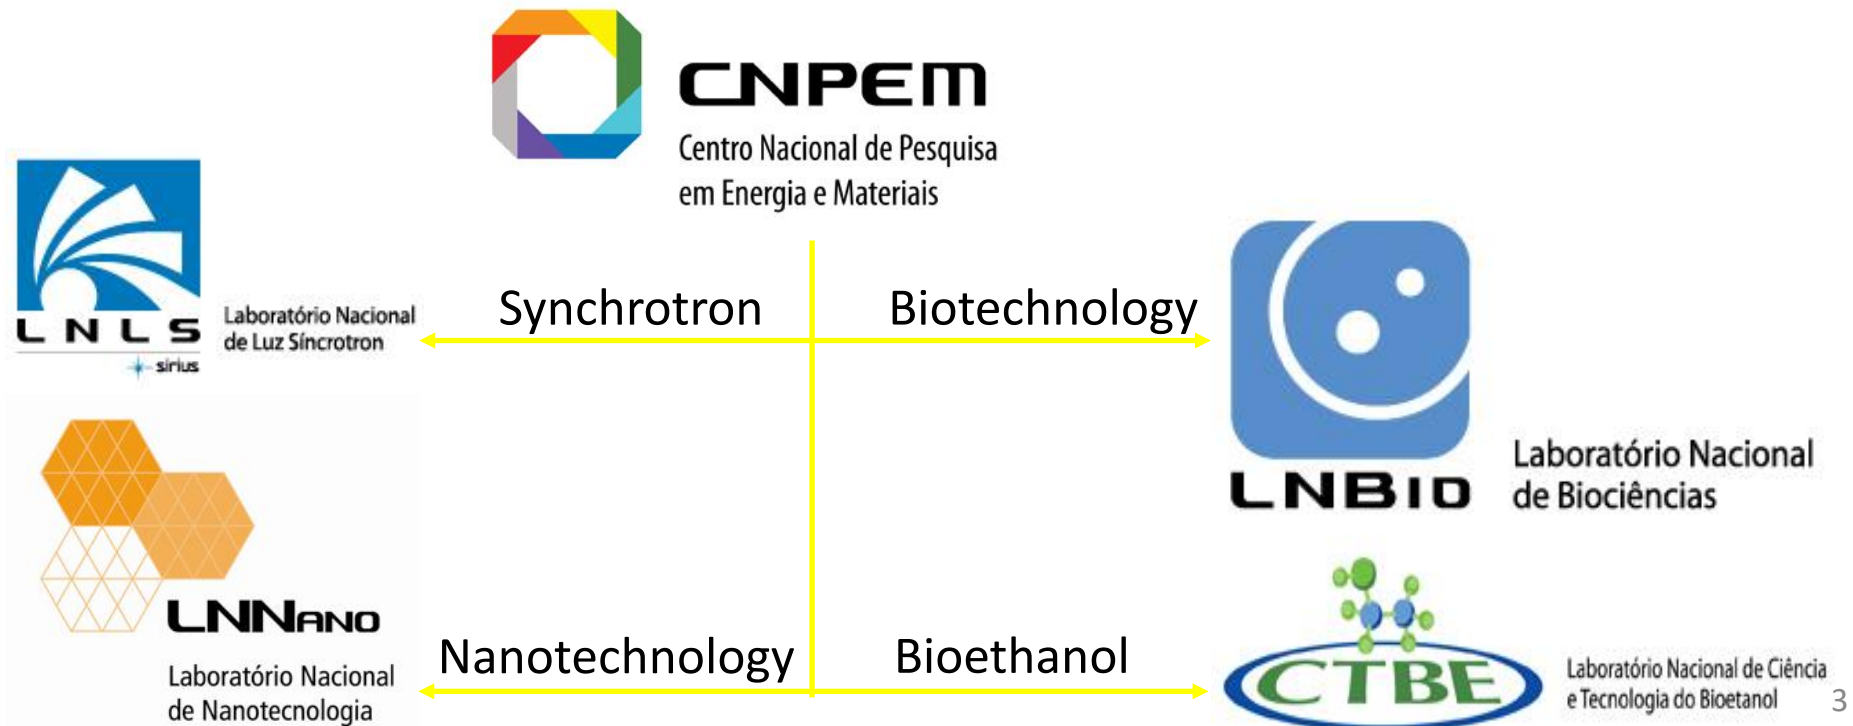 CNPEM
Centro Nacional de Pesquisa
em Energia e Materiais
LNLS
sirius
Laboratório Nacional
de Luz Síncrotron
Synchrotron
Biotechnology
LNBIO
Laboratório Nacional
de Biociências
LNNANO
Laboratório Nacional
de Nanotecnologia
Nanotechnology
Bioethanol
CTBE
Laboratório Nacional de Ciência
e Tecnologia do Bioetanol
3